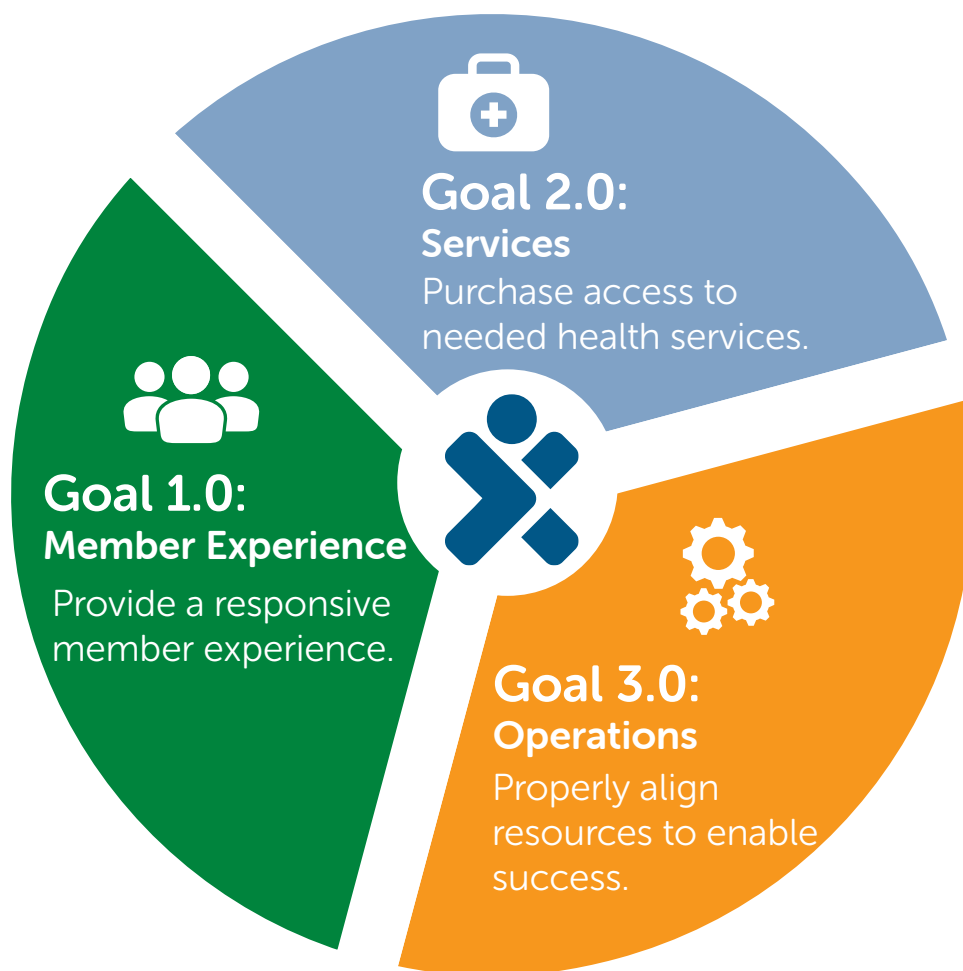 Goal 2.0:
Services
Purchase access to
needed health services.
Goal 1.0:
Member Experience
Provide a responsive
member experience.
Goal 3.0:
Operations
Properly align
resources to enable
success.